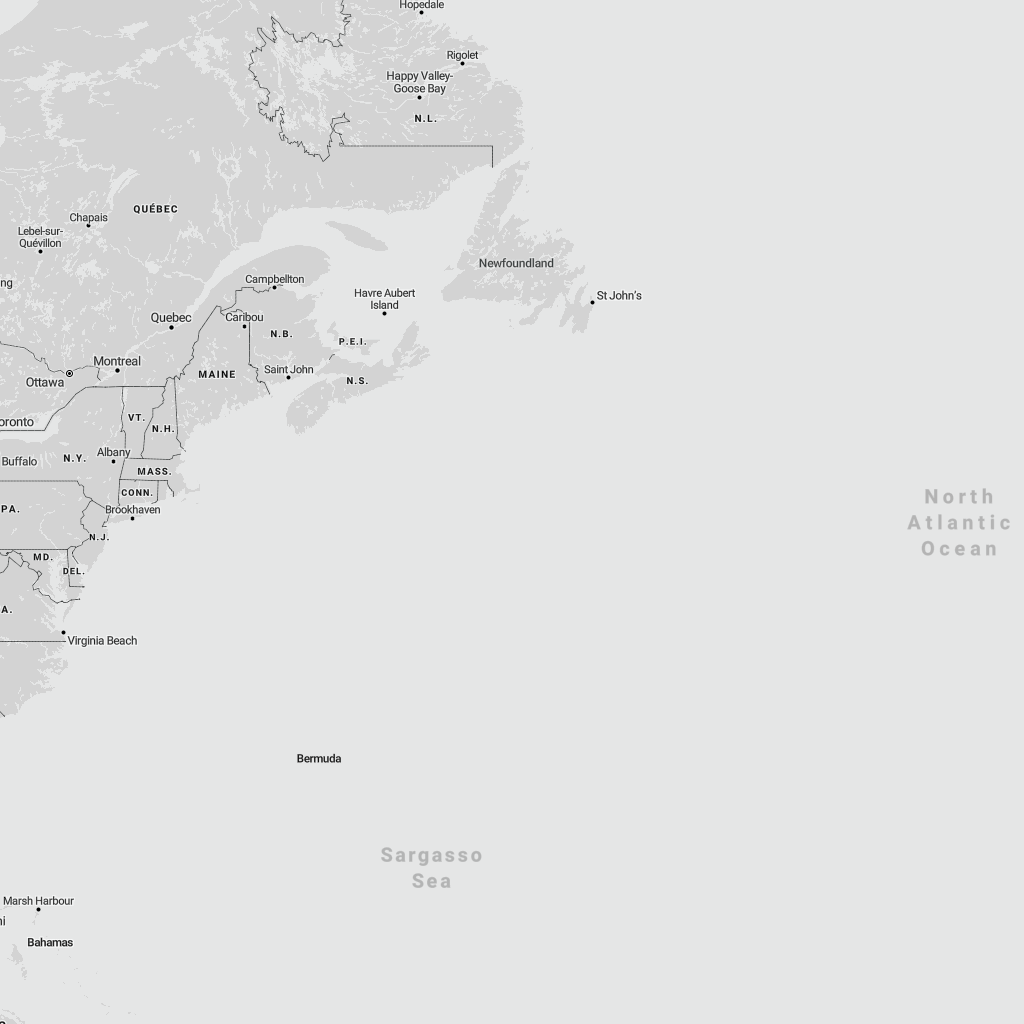 Hopedale
Rigolet
Happy Valley-
Goose Bay
N.L.
QUÉBEC
Chapais
Lebel-sur-
Quévillon
ng
Newfoundland
Campbellton
Havre Aubert
Island
St John's
Quebec
Caribou
N.B.
P.E.I.
Montreal
Saint John
MAINE
N.S.
Ottawa
oronto
VT.
N.H.
Albany
Buffalo
N.Y.
MASS.
CONN.
North
Atlantic
Ocean
PA.
Brookhaven
N.J.
MD.
DEL.
A.
Virginia Beach
Bermuda
Sargasso
Sea
Marsh Harbour
ni
Bahamas